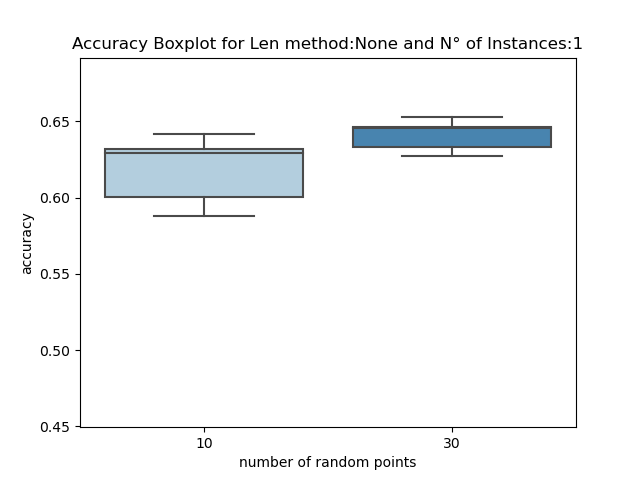 Accuracy Boxplot for Len method:None and N° of Instances:1
0.65
0.60
0.55
0.50
0.45
accuracy
10
30
number of random points